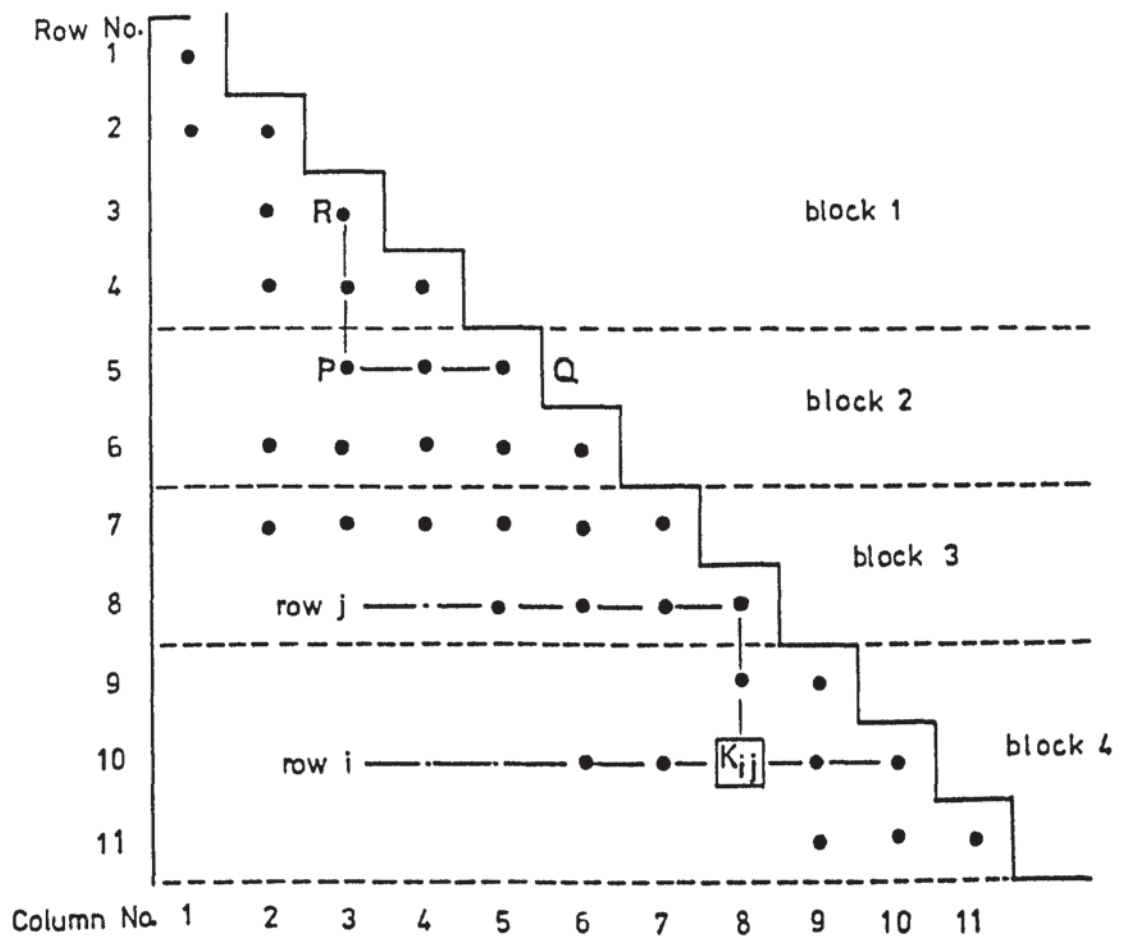 Row No.
1
2
3 R block 1
4
5 P Q
block 2
6
7
block 3
8 row j
9
block 4
10 row i Kij
11
Column No. 1 2 3 4 5 6 7 8 9 10 11